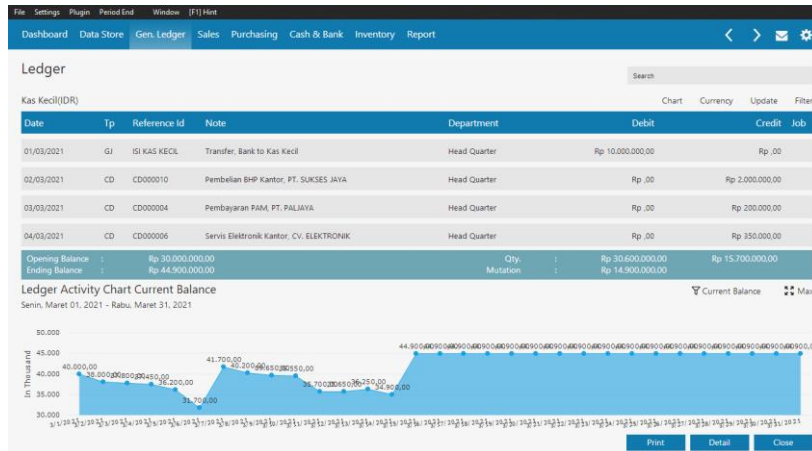 File Settings Plugin Period End Window [F1] Hint
Dashboard Data Store Gen. Ledger Sales Purchasing Cash & Bank Inventory Report
Ledger
Search
Kas Kecil(IDR) Chart Currency Update Filter
Date Tp Reference Id Note Department Debit Credit Job
01/03/2021 GJ ISI KAS KECIL Transfer, Bank to Kas Kecil Head Quarter Rp 10.000.000,00 Rp ,00
02/03/2021 CD CD000010 Pembelian BHP Kantor, PT. SUKSES JAYA Head Quarter Rp ,00 Rp 2.000.000,00
03/03/2021 CD CD000004 Pembayaran PAM, PT. PALJAYA Head Quarter Rp ,00 Rp 200.000,00
04/03/2021 CD CD000006 Servis Elektronik Kantor, CV. ELEKTRONIK Head Quarter Rp ,00 Rp 350.000,00
Opening Balance : Rp 30.000.000,00 Qty. : Rp 30.600.000,00 Rp 15.700.000,00
Ending Balance : Rp 44.900.000,00 Mutation : Rp 14.900.000,00
Ledger Activity Chart Current Balance Current Balance Max
Senin, Maret 01, 2021 - Rabu, Maret 31, 2021
In Thousand
50.000
45.000
40.000
35.000
30.000
40.000,00
36.200,00
31.700,00
41.700,00
40.200,00
36.250,00
34.900,00
Print Detail Close